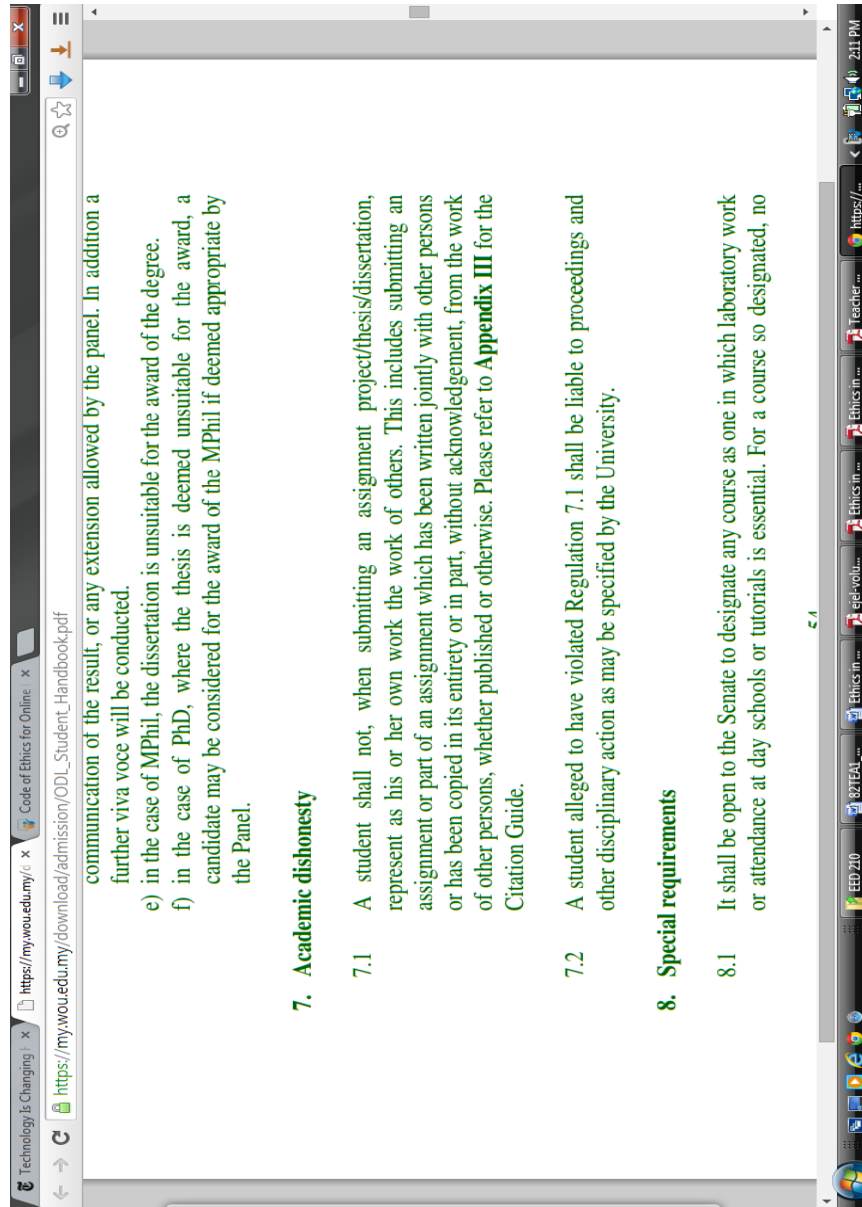 Technology Is Changing H
https://my.wou.edu.my/d
Code of Ethics for Online
https://my.wou.edu.my/download/admission/ODL_Student_Handbook.pdf
communication of the result, or any extension allowed by the panel. In addition a
further viva voce will be conducted.
e) in the case of MPhil, the dissertation is unsuitable for the award of the degree.
f) in the case of PhD, where the thesis is deemed unsuitable for the award, a
candidate may be considered for the award of the MPhil if deemed appropriate by
the Panel.
7. Academic dishonesty
7.1 A student shall not, when submitting an assignment project/thesis/dissertation,
represent as his or her own work the work of others. This includes submitting an
assignment or part of an assignment which has been written jointly with other persons
or has been copied in its entirety or in part, without acknowledgement, from the work
of other persons, whether published or otherwise. Please refer to Appendix III for the
Citation Guide.
7.2 A student alleged to have violated Regulation 7.1 shall be liable to proceedings and
other disciplinary action as may be specified by the University.
8. Special requirements
8.1 It shall be open to the Senate to designate any course as one in which laboratory work
or attendance at day schools or tutorials is essential. For a course so designated, no
EED 210
82TEA1_...
Ethics in ...
ejel-volu...
Ethics in ...
Ethics in ...
Teacher ...
https://...
2:11 PM